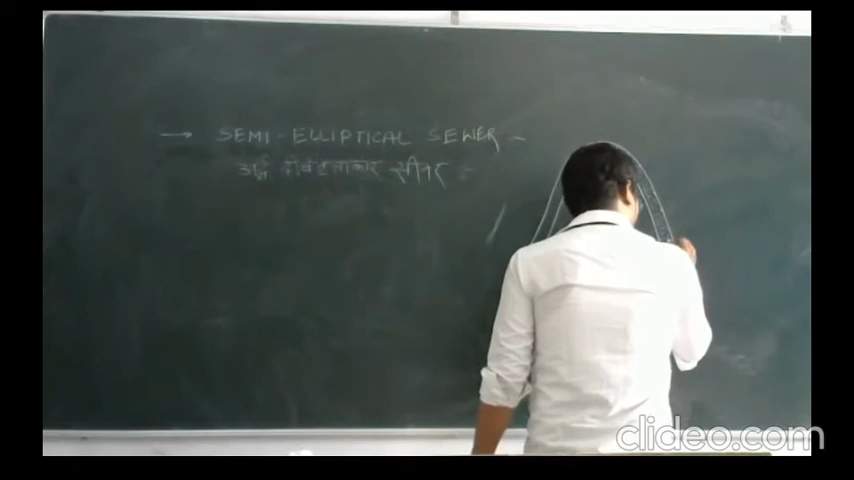 → SEMI - ELLIPTICAL SEWER -
अर्द्ध दीर्घवृत्ताकार सीवर :-
clideo.com